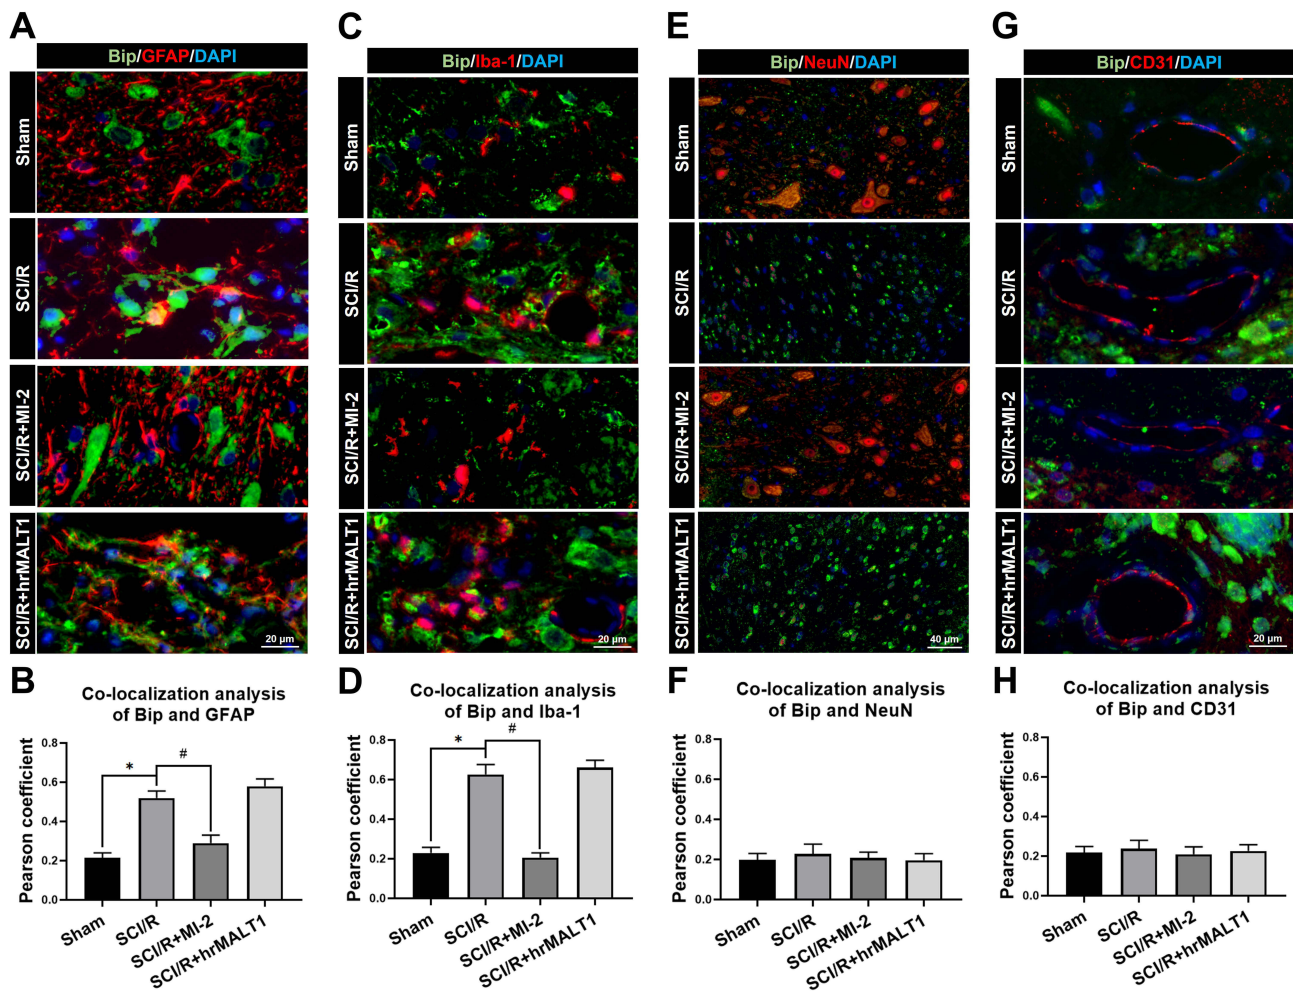 A
Bip/GFAP/DAPI
Sham
SCI/R
SCI/R+MI-2
SCI/R+hrMALT1
20 µm
C
Bip/Iba-1/DAPI
Sham
SCI/R
SCI/R+MI-2
SCI/R+hrMALT1
20 µm
E
Bip/NeuN/DAPI
Sham
SCI/R
SCI/R+MI-2
SCI/R+hrMALT1
40 µm
G
Bip/CD31/DAPI
Sham
SCI/R
SCI/R+MI-2
SCI/R+hrMALT1
20 µm
B
Co-localization analysis
of Bip and GFAP
Pearson coefficient
0.8
0.6
0.4
0.2
0.0
*
#
Sham
SCI/R
SCI/R+MI-2
SCI/R+hrMALT1
D
Co-localization analysis
of Bip and Iba-1
Pearson coefficient
0.8
0.6
0.4
0.2
0.0
*
#
Sham
SCI/R
SCI/R+MI-2
SCI/R+hrMALT1
F
Co-localization analysis
of Bip and NeuN
Pearson coefficient
0.8
0.6
0.4
0.2
0.0
Sham
SCI/R
SCI/R+MI-2
SCI/R+hrMALT1
H
Co-localization analysis
of Bip and CD31
Pearson coefficient
0.8
0.6
0.4
0.2
0.0
Sham
SCI/R
SCI/R+MI-2
SCI/R+hrMALT1